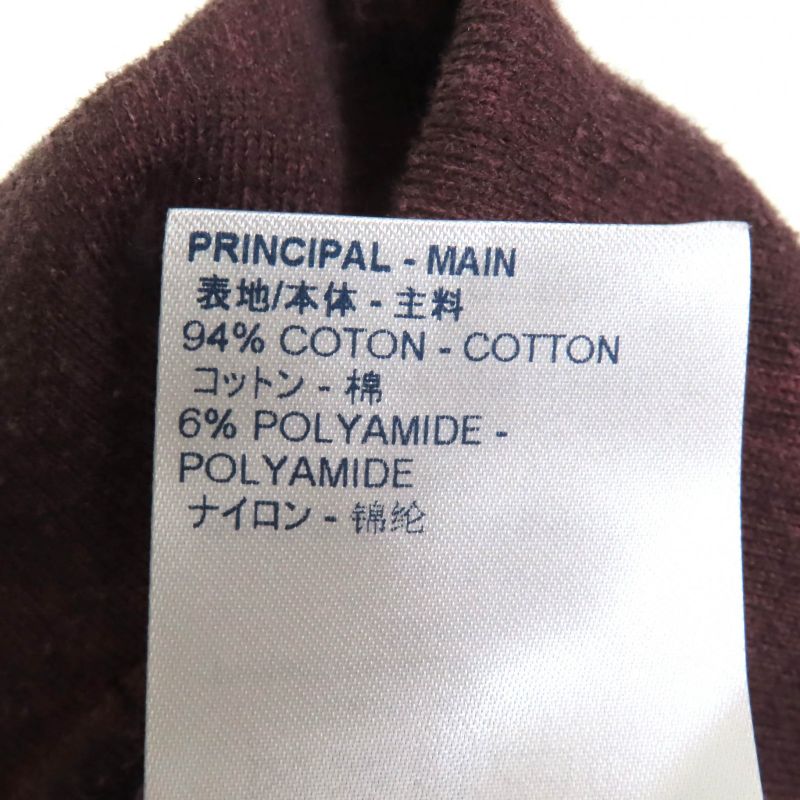 PRINCIPAL - MAIN
表地/本体 - 主料
94% COTON - COTTON
コットン - 棉
6% POLYAMIDE -
POLYAMIDE
ナイロン - 锦纶